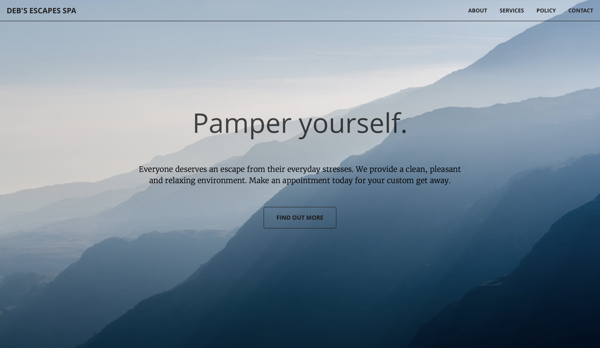 DEB'S ESCAPES SPA
ABOUT SERVICES POLICY CONTACT
Pamper yourself.
Everyone deserves an escape from their everyday stresses. We provide a clean, pleasant
and relaxing environment. Make an appointment today for your custom get away.
FIND OUT MORE